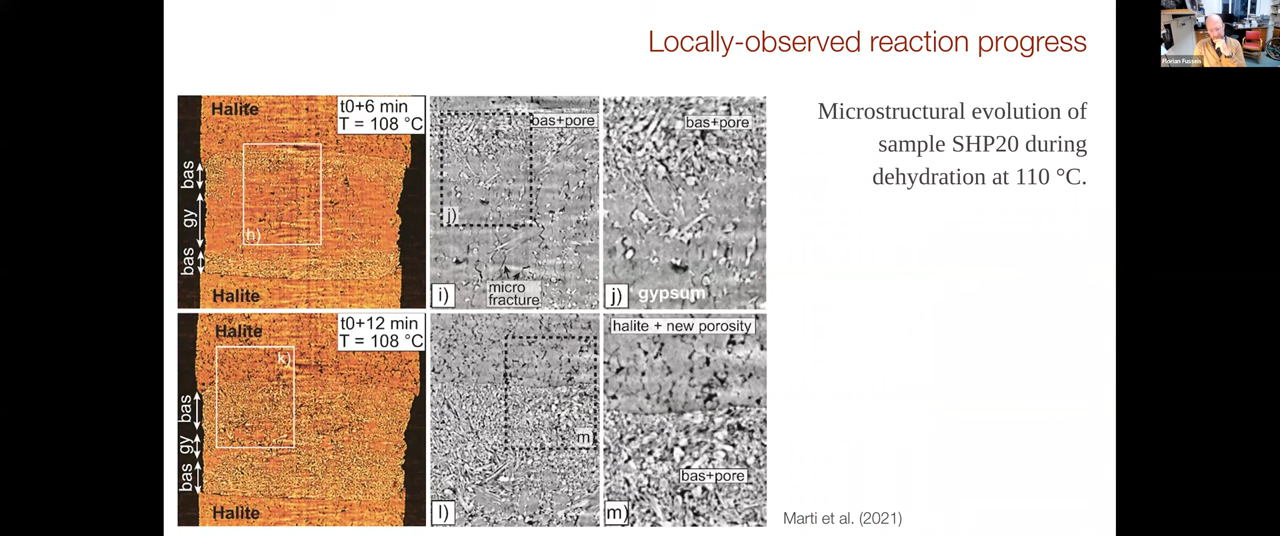 Locally-observed reaction progress
Florian Fusseis
Microstructural evolution of
sample SHP20 during
dehydration at 110 °C.
Halite
t0+6 min
T = 108 °C
bas
gy
bas
h)
Halite
bas+pore
j)
micro
fracture
i)
bas+pore
j)
gypsum
Halite
t0+12 min
T = 108 °C
k)
bas
gy
bas
Halite
m)
l)
halite + new porosity
bas+pore
m)
Marti et al. (2021)